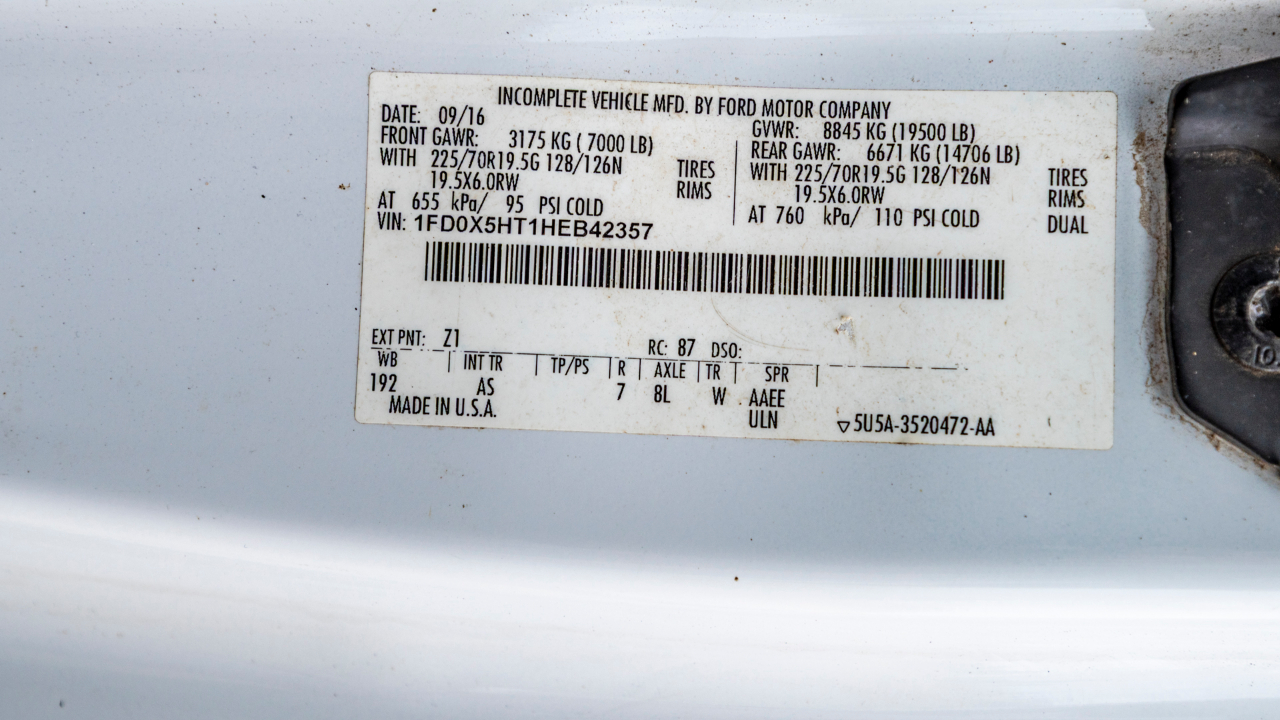 INCOMPLETE VEHICLE MFD. BY FORD MOTOR COMPANY
DATE: 09/16
FRONT GAWR: 3175 KG ( 7000 LB)
WITH 225/70R19.5G 128/126N TIRES
19.5X6.0RW RIMS
AT 655 kPa/ 95 PSI COLD
GVWR: 8845 KG (19500 LB)
REAR GAWR: 6671 KG (14706 LB)
WITH 225/70R19.5G 128/126N TIRES
19.5X6.0RW RIMS
AT 760 kPa/ 110 PSI COLD DUAL
VIN: 1FD0X5HT1HEB42357
EXT PNT: Z1 RC: 87 DSO:
WB INT TR TP/PS R AXLE TR SPR
192 AS 7 8L W AAEE
MADE IN U.S.A. ULN
▽5U5A-3520472-AA
10